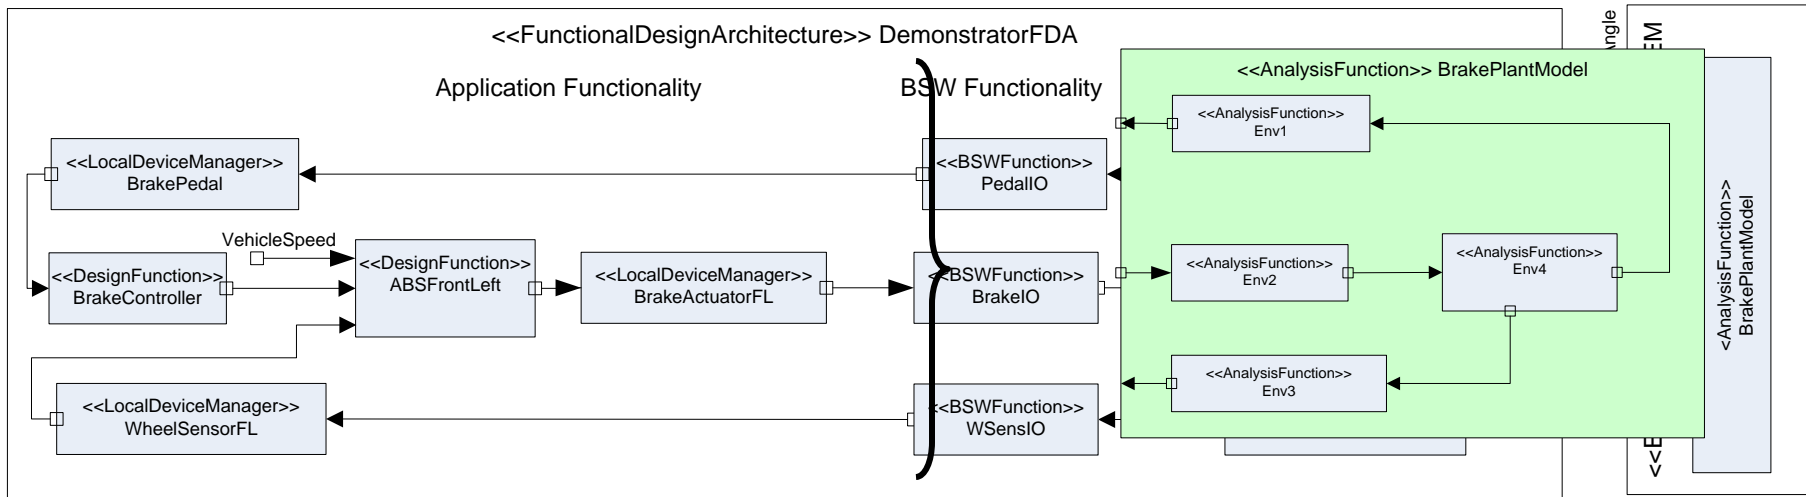 <<FunctionalDesignArchitecture>> DemonstratorFDA
Application Functionality
BSW Functionality
<<AnalysisFunction>> BrakePlantModel
<<AnalysisFunction>>
Env1
<<LocalDeviceManager>>
BrakePedal
<<BSWFunction>>
PedalIO
VehicleSpeed
<<DesignFunction>>
BrakeController
<<DesignFunction>>
ABSFrontLeft
<<LocalDeviceManager>>
BrakeActuatorFL
<<BSWFunction>>
BrakeIO
<<AnalysisFunction>>
Env2
<<AnalysisFunction>>
Env4
<<AnalysisFunction>>
Env3
<<LocalDeviceManager>>
WheelSensorFL
<<BSWFunction>>
WSensIO
Angle
<AnalysisFunction>>
BrakePlantModel